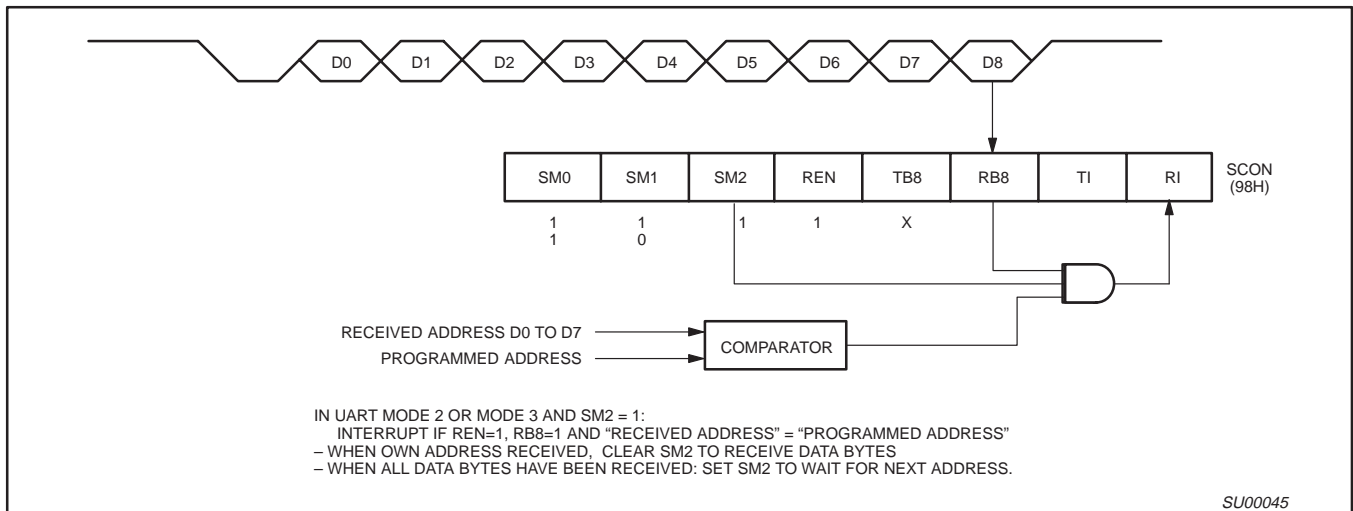 D0 D1 D2 D3 D4 D5 D6 D7 D8
SM0 SM1 SM2 REN TB8 RB8 TI RI
SCON
(98H)
1 1 1 1 X
1 0
RECEIVED ADDRESS D0 TO D7
PROGRAMMED ADDRESS
COMPARATOR
IN UART MODE 2 OR MODE 3 AND SM2 = 1:
INTERRUPT IF REN=1, RB8=1 AND “RECEIVED ADDRESS” = “PROGRAMMED ADDRESS”
– WHEN OWN ADDRESS RECEIVED, CLEAR SM2 TO RECEIVE DATA BYTES
– WHEN ALL DATA BYTES HAVE BEEN RECEIVED: SET SM2 TO WAIT FOR NEXT ADDRESS.
SU00045